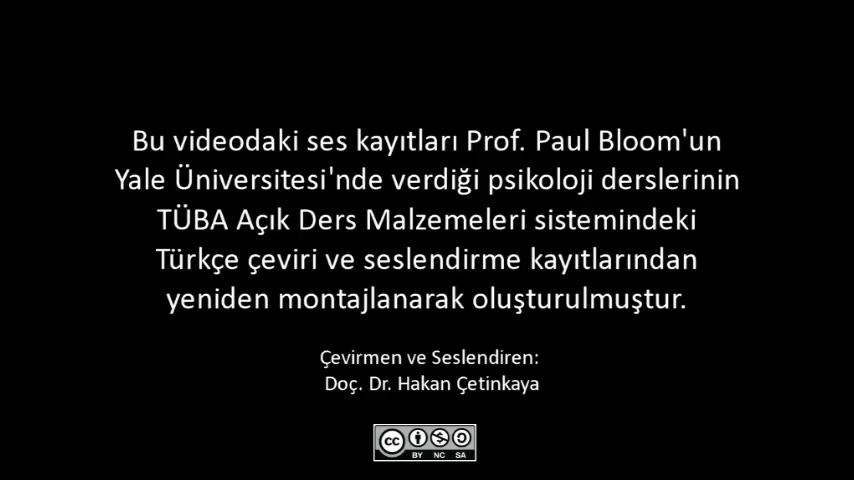 Bu videodaki ses kayıtları Prof. Paul Bloom'un
Yale Üniversitesi'nde verdiği psikoloji derslerinin
TÜBA Açık Ders Malzemeleri sistemindeki
Türkçe çeviri ve seslendirme kayıtlarından
yeniden montajlanarak oluşturulmuştur.
Çevirmen ve Seslendiren:
Doç. Dr. Hakan Çetinkaya
cc
BY NC SA